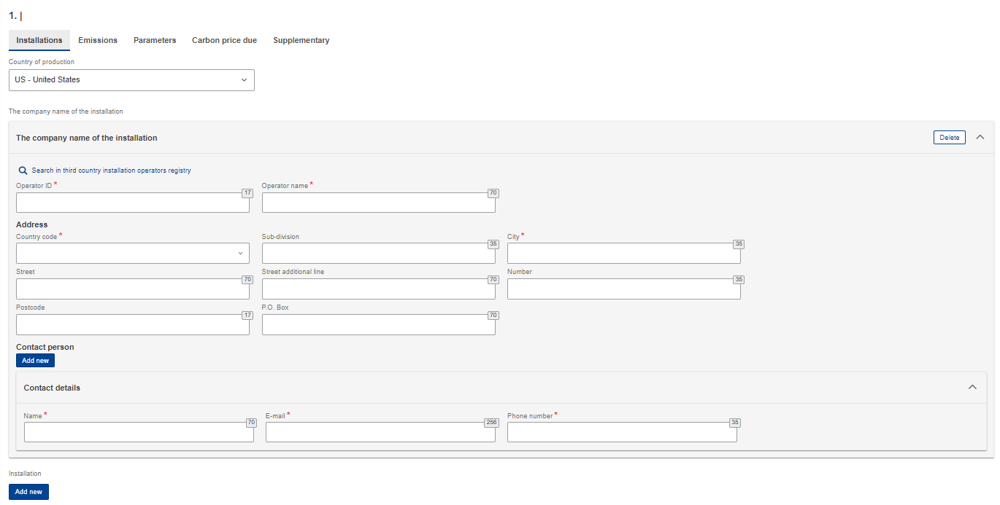 1. |
Installations Emissions Parameters Carbon price due Supplementary
Country of production
US - United States
The company name of the installation
The company name of the installation Delete
Search in third country installation operators registry
Operator ID * 17 Operator name * 70
Address
Country code * Sub-division 35 City * 35
Street 70 Street additional line 70 Number 35
Postcode 17 P.O. Box 70
Contact person
Add new
Contact details
Name * 70 E-mail * 256 Phone number * 35
Installation
Add new